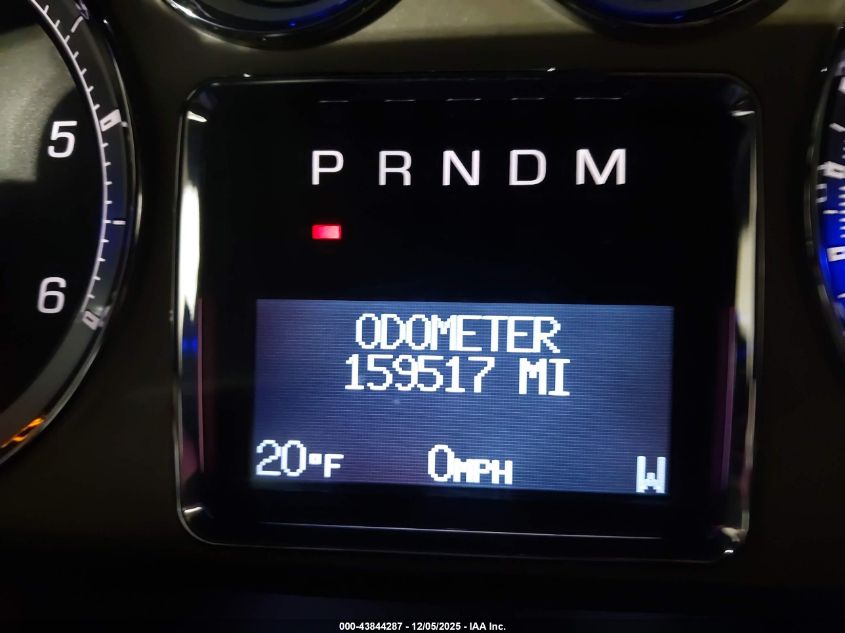 P R N D M
5
6
ODOMETER
159517 MI
20°F 0MPH W
000-43844287 - 12/05/2025 - IAA Inc.